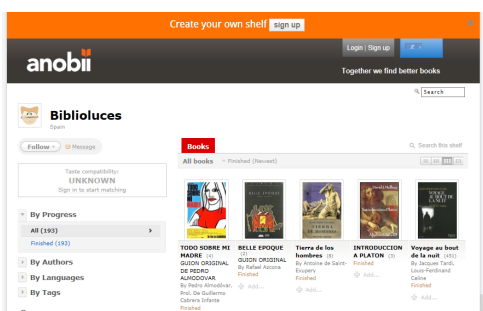 Create your own shelf sign up
anobii
Login | Sign up
Together we find better books
Search
Biblioluces
Spain
Follow
Message
Books
Search this shelf
All books
Finished (Newest)
Taste compatibility:
UNKNOWN
Sign in to start matching
By Progress
All (193)
Finished (193)
By Authors
By Languages
By Tags
TODO SOBRE MI
MADRE (4)
GUION ORIGINAL
DE PEDRO
ALMODOVAR
By Pedro Almodóvar,
Prol. De Guillermo
Cabrera Infante
Finished
BELLE EPOQUE
(3)
GUION ORIGINAL
By Rafael Azcona
Finished
Add...
Tierra de los
hombres (8)
By Antoine de Saint-
Exupery
Finished
Add...
INTRODUCCION
A PLATON (3)
Finished
Add...
Voyage au bout
de la nuit (451)
By Jacques Tardi,
Louis-Ferdinand
Celine
Finished
Add...